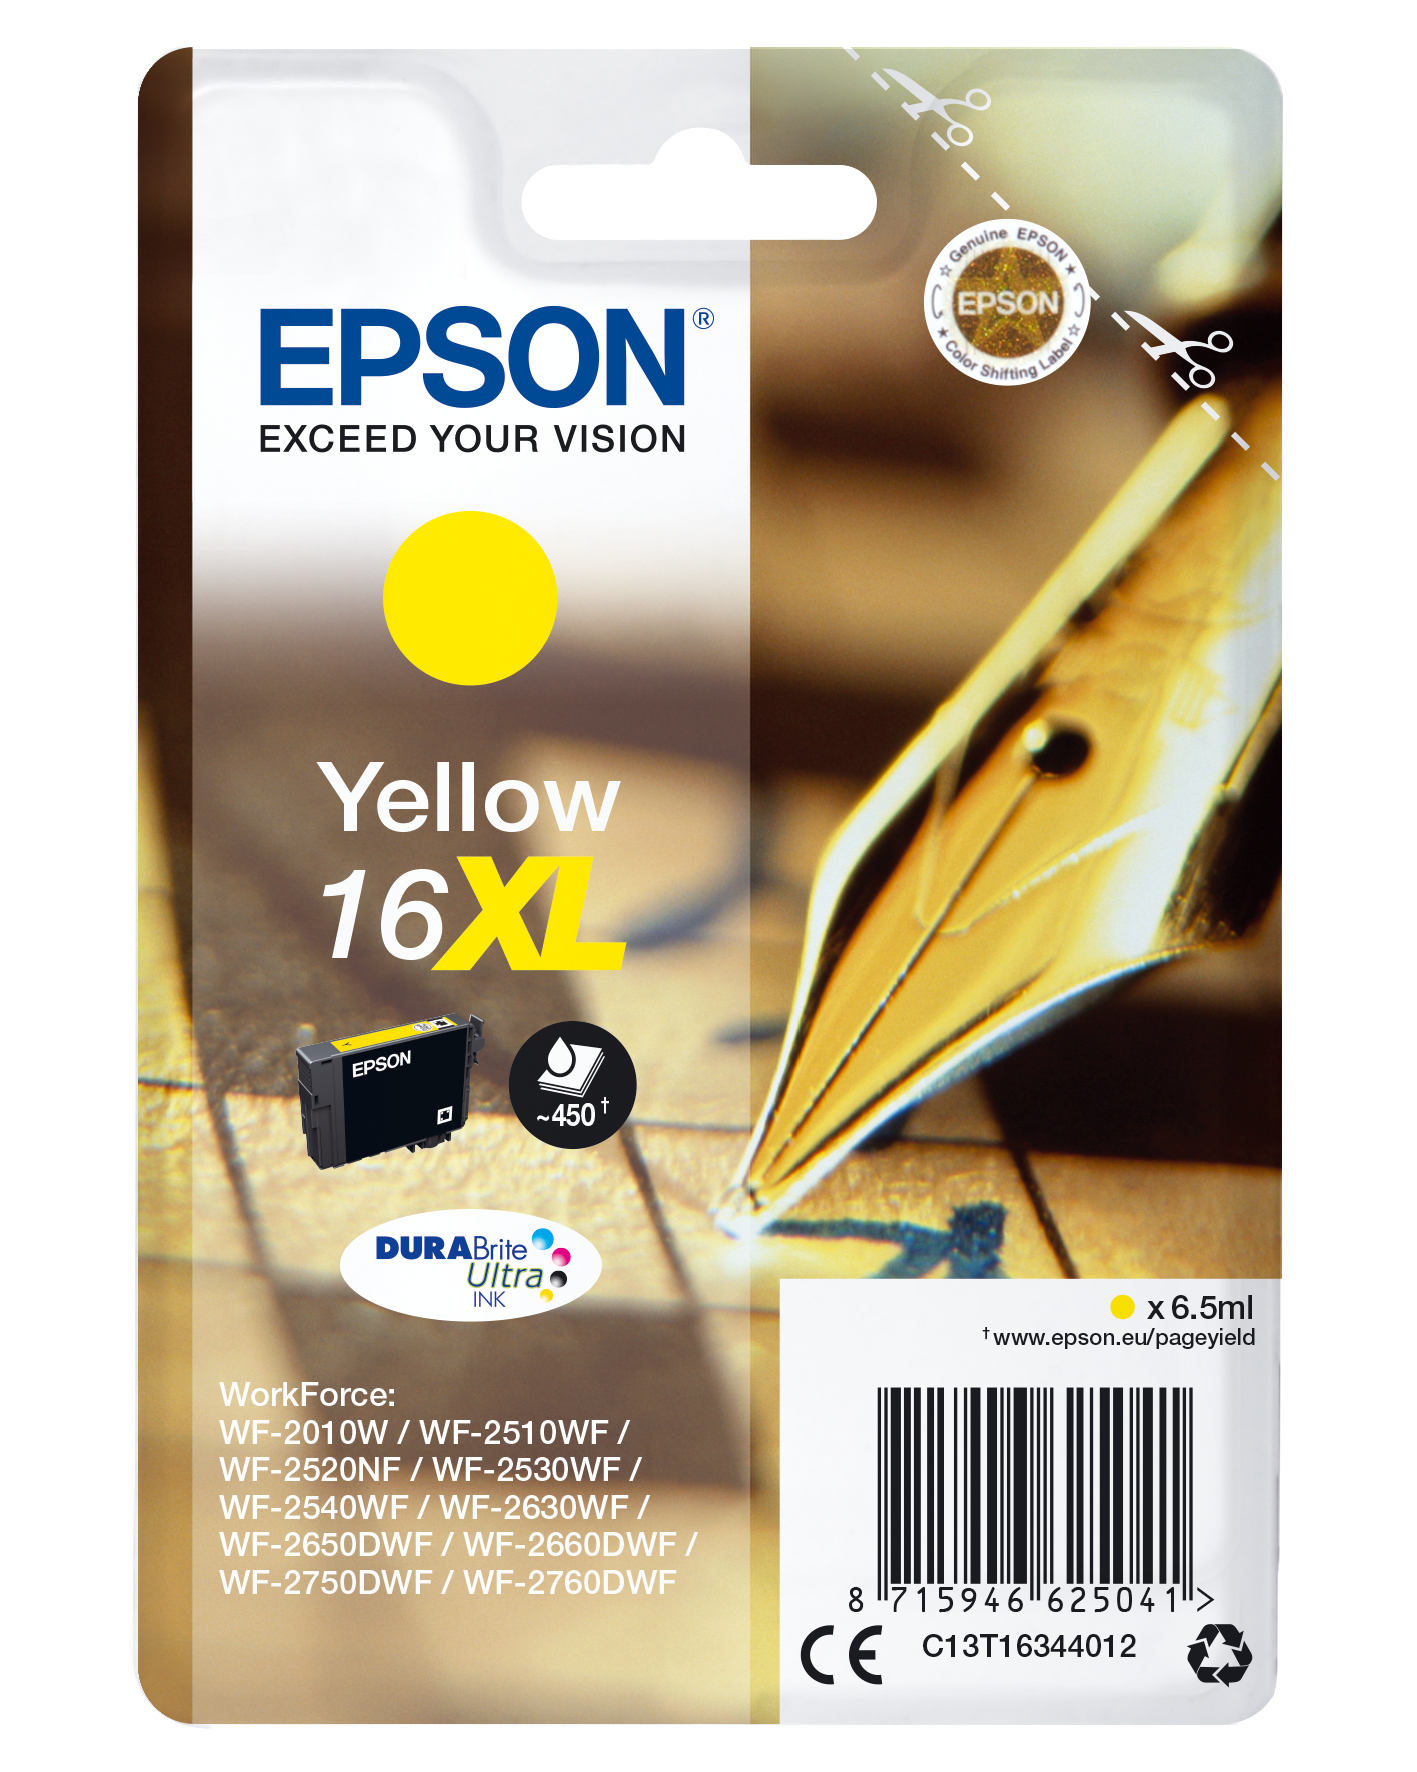 EPSON®
EXCEED YOUR VISION
Genuine EPSON
EPSON
Color Shifting Label
Yellow
16XL
EPSON
~450†
DURABrite
Ultra
INK
WorkForce:
WF-2010W / WF-2510WF /
WF-2520NF / WF-2530WF /
WF-2540WF / WF-2630WF /
WF-2650DWF / WF-2660DWF /
WF-2750DWF / WF-2760DWF
x 6.5ml
†www.epson.eu/pageyield
8 715946 625041 >
CE
C13T16344012